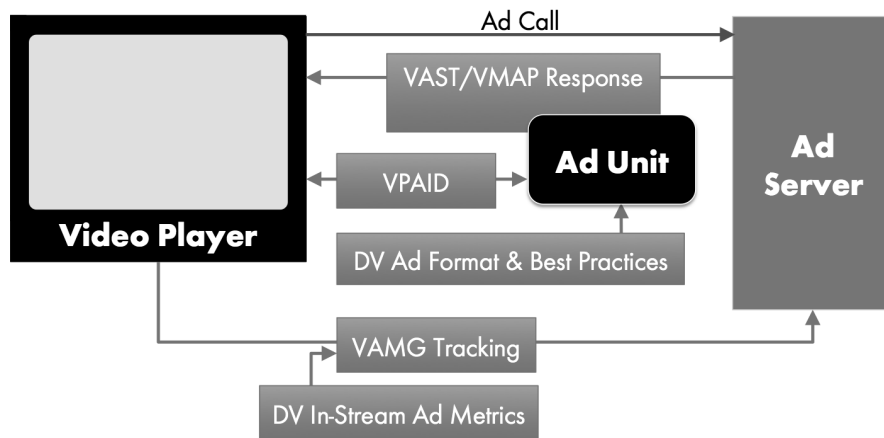 Ad Call
VAST/VMAP Response
Ad Unit
Ad
Server
VPAID
Video Player
DV Ad Format & Best Practices
VAMG Tracking
DV In-Stream Ad Metrics